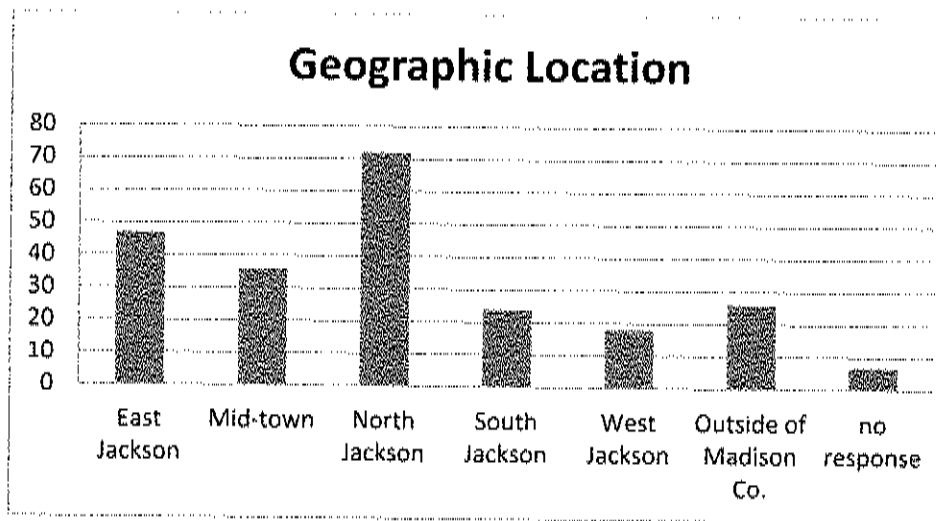 Geographic Location
80
70
60
50
40
30
20
10
0
East Jackson
Mid-town
North Jackson
South Jackson
West Jackson
Outside of Madison Co.
no response